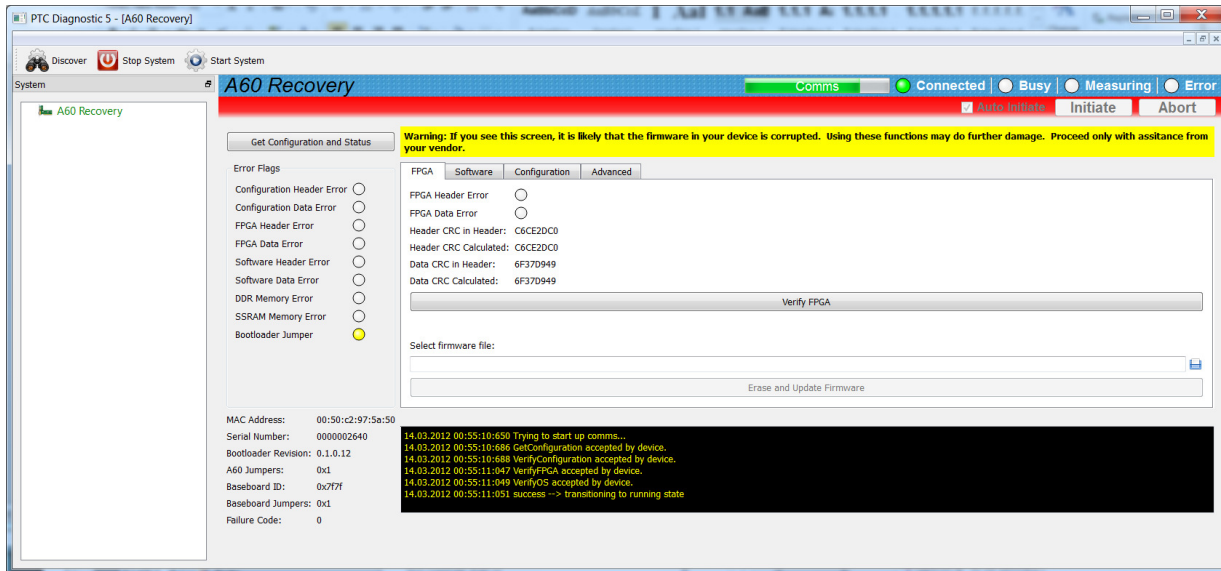 PTC Diagnostic 5 - [A60 Recovery]
Discover Stop System Start System
System
A60 Recovery
A60 Recovery
Comms Connected Busy Measuring Error
Auto Initiate Initiate Abort
Get Configuration and Status
Warning: If you see this screen, it is likely that the firmware in your device is corrupted. Using these functions may do further damage. Proceed only with assitance from
your vendor.
Error Flags
Configuration Header Error
Configuration Data Error
FPGA Header Error
FPGA Data Error
Software Header Error
Software Data Error
DDR Memory Error
SSRAM Memory Error
Bootloader Jumper
FPGA Software Configuration Advanced
FPGA Header Error
FPGA Data Error
Header CRC in Header: C6CE2DC0
Header CRC Calculated: C6CE2DC0
Data CRC in Header: 6F37D949
Data CRC Calculated: 6F37D949
Verify FPGA
Select firmware file:
Erase and Update Firmware
MAC Address: 00:50:c2:97:5a:50
Serial Number: 0000002640
Bootloader Revision: 0.1.0.12
A60 Jumpers: 0x1
Baseboard ID: 0x7f7f
Baseboard Jumpers: 0x1
Failure Code: 0
14.03.2012 00:55:10:650 Trying to start up comms...
14.03.2012 00:55:10:686 GetConfiguration accepted by device.
14.03.2012 00:55:10:688 VerifyConfiguration accepted by device.
14.03.2012 00:55:11:047 VerifyFPGA accepted by device.
14.03.2012 00:55:11:049 VerifyOS accepted by device.
14.03.2012 00:55:11:051 success --> transitioning to running state